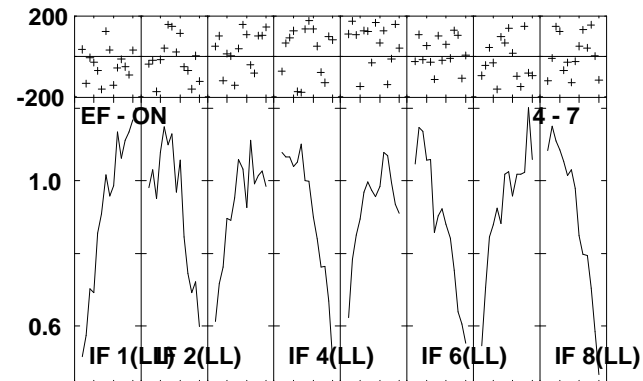 200
-200
EF - ON
4 - 7
1.0
0.6
IF 1(LL)
IF 2(LL)
IF 4(LL)
IF 6(LL)
IF 8(LL)